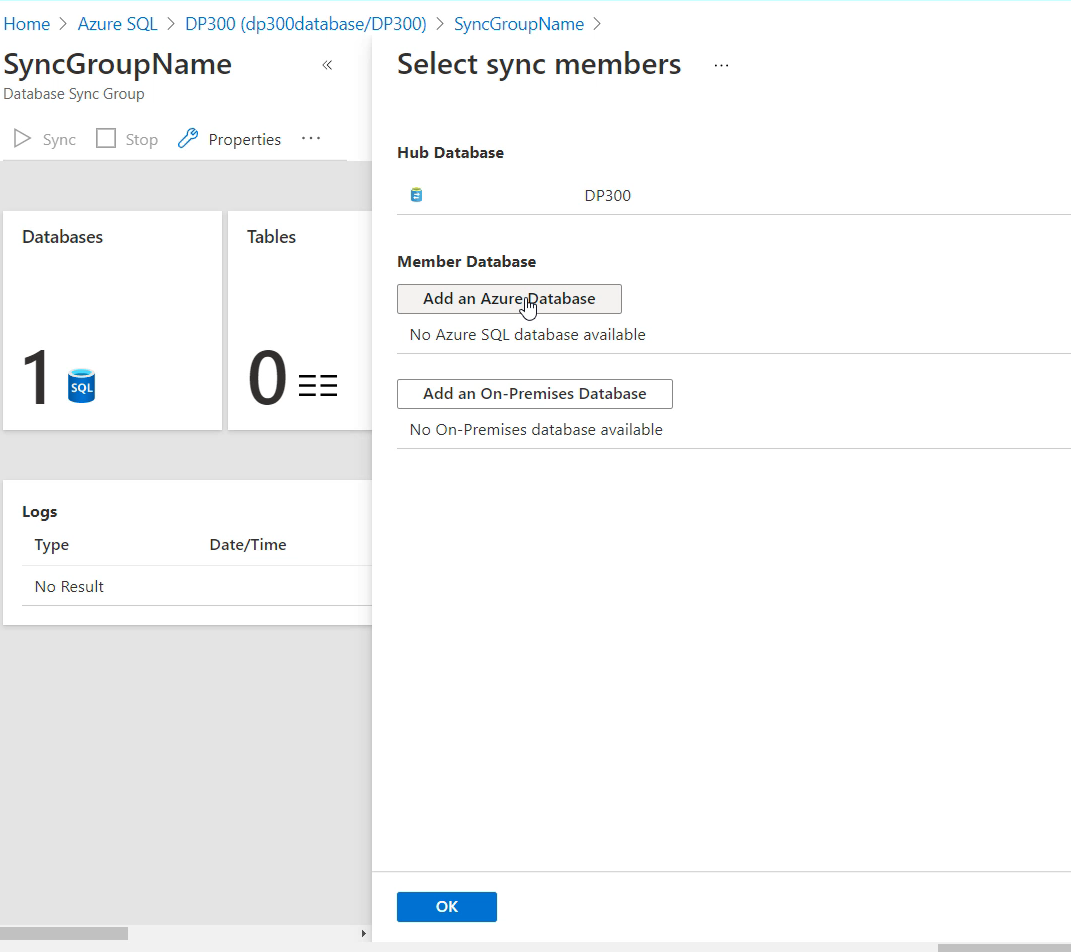 Home > Azure SQL > DP300 (dp300database/DP300) > SyncGroupName >
SyncGroupName
Database Sync Group
Sync Stop Properties ...
Databases
1
SQL
Tables
0
Logs
Type Date/Time
No Result
Select sync members ...
Hub Database
DP300
Member Database
Add an Azure Database
No Azure SQL database available
Add an On-Premises Database
No On-Premises database available
OK